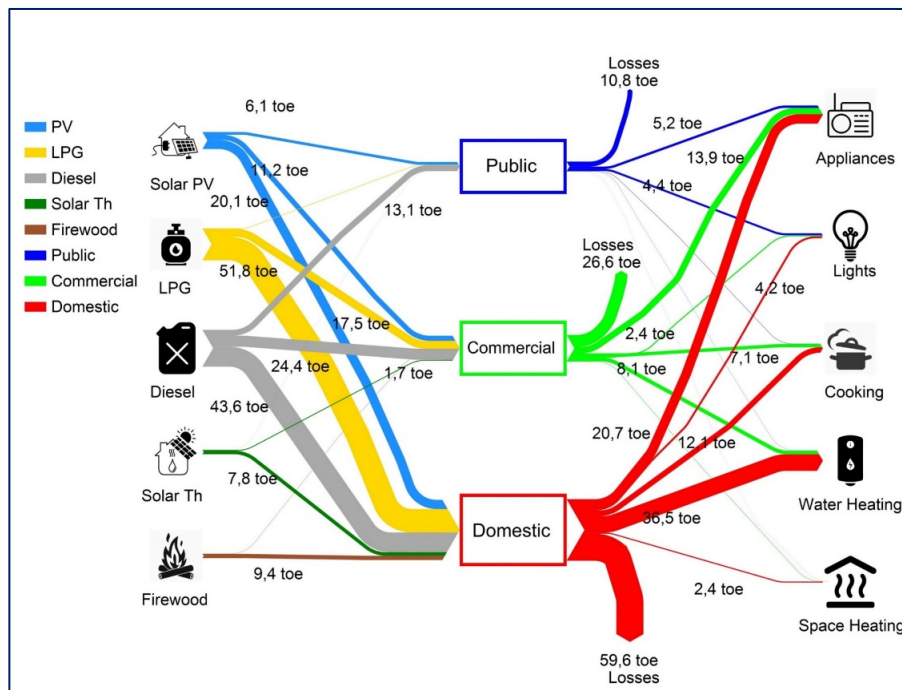 PV
LPG
Diesel
Solar Th
Firewood
Public
Commercial
Domestic
Solar PV
LPG
Diesel
Solar Th
Firewood
6,1 toe
11,2 toe
20,1 toe
13,1 toe
51,8 toe
17,5 toe
24,4 toe
1,7 toe
43,6 toe
7,8 toe
9,4 toe
Public
Commercial
Domestic
Losses
10,8 toe
Losses
26,6 toe
59,6 toe
Losses
5,2 toe
13,9 toe
4,4 toe
4,2 toe
2,4 toe
7,1 toe
8,1 toe
20,7 toe
12,1 toe
36,5 toe
2,4 toe
Appliances
Lights
Cooking
Water Heating
Space Heating